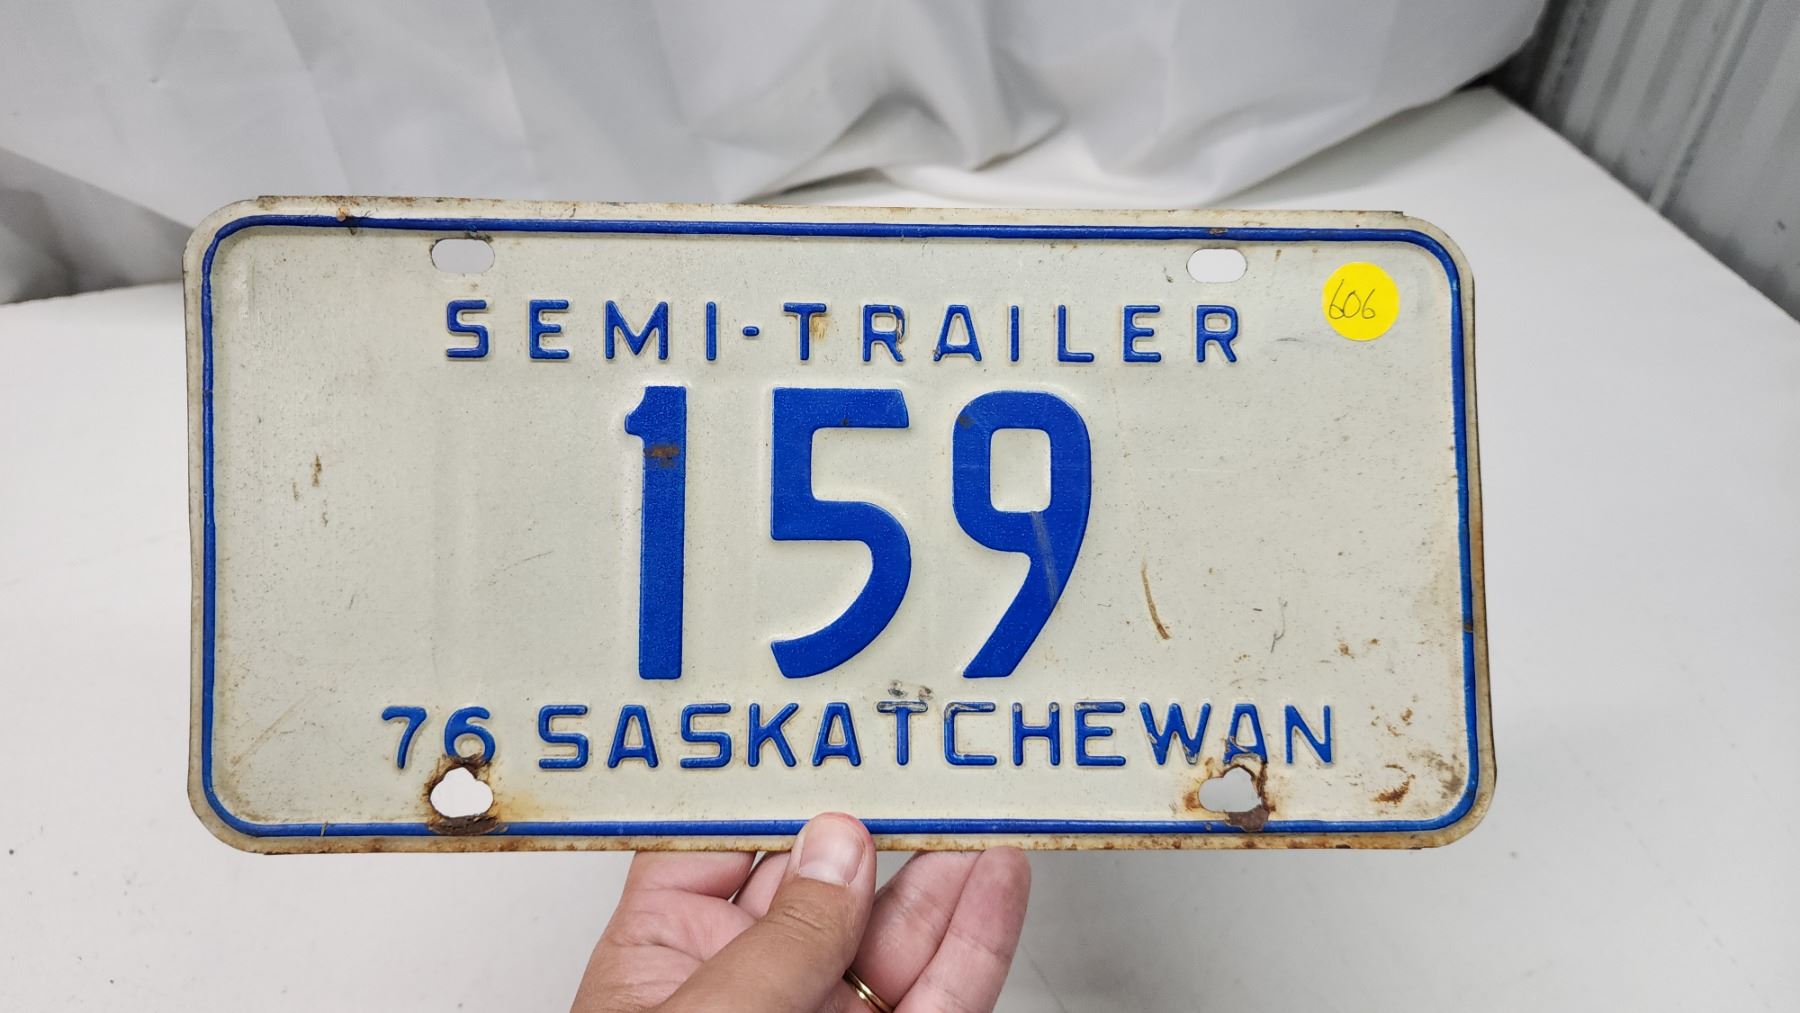 SEMI-TRAILER
606
159
76 SASKATCHEWAN